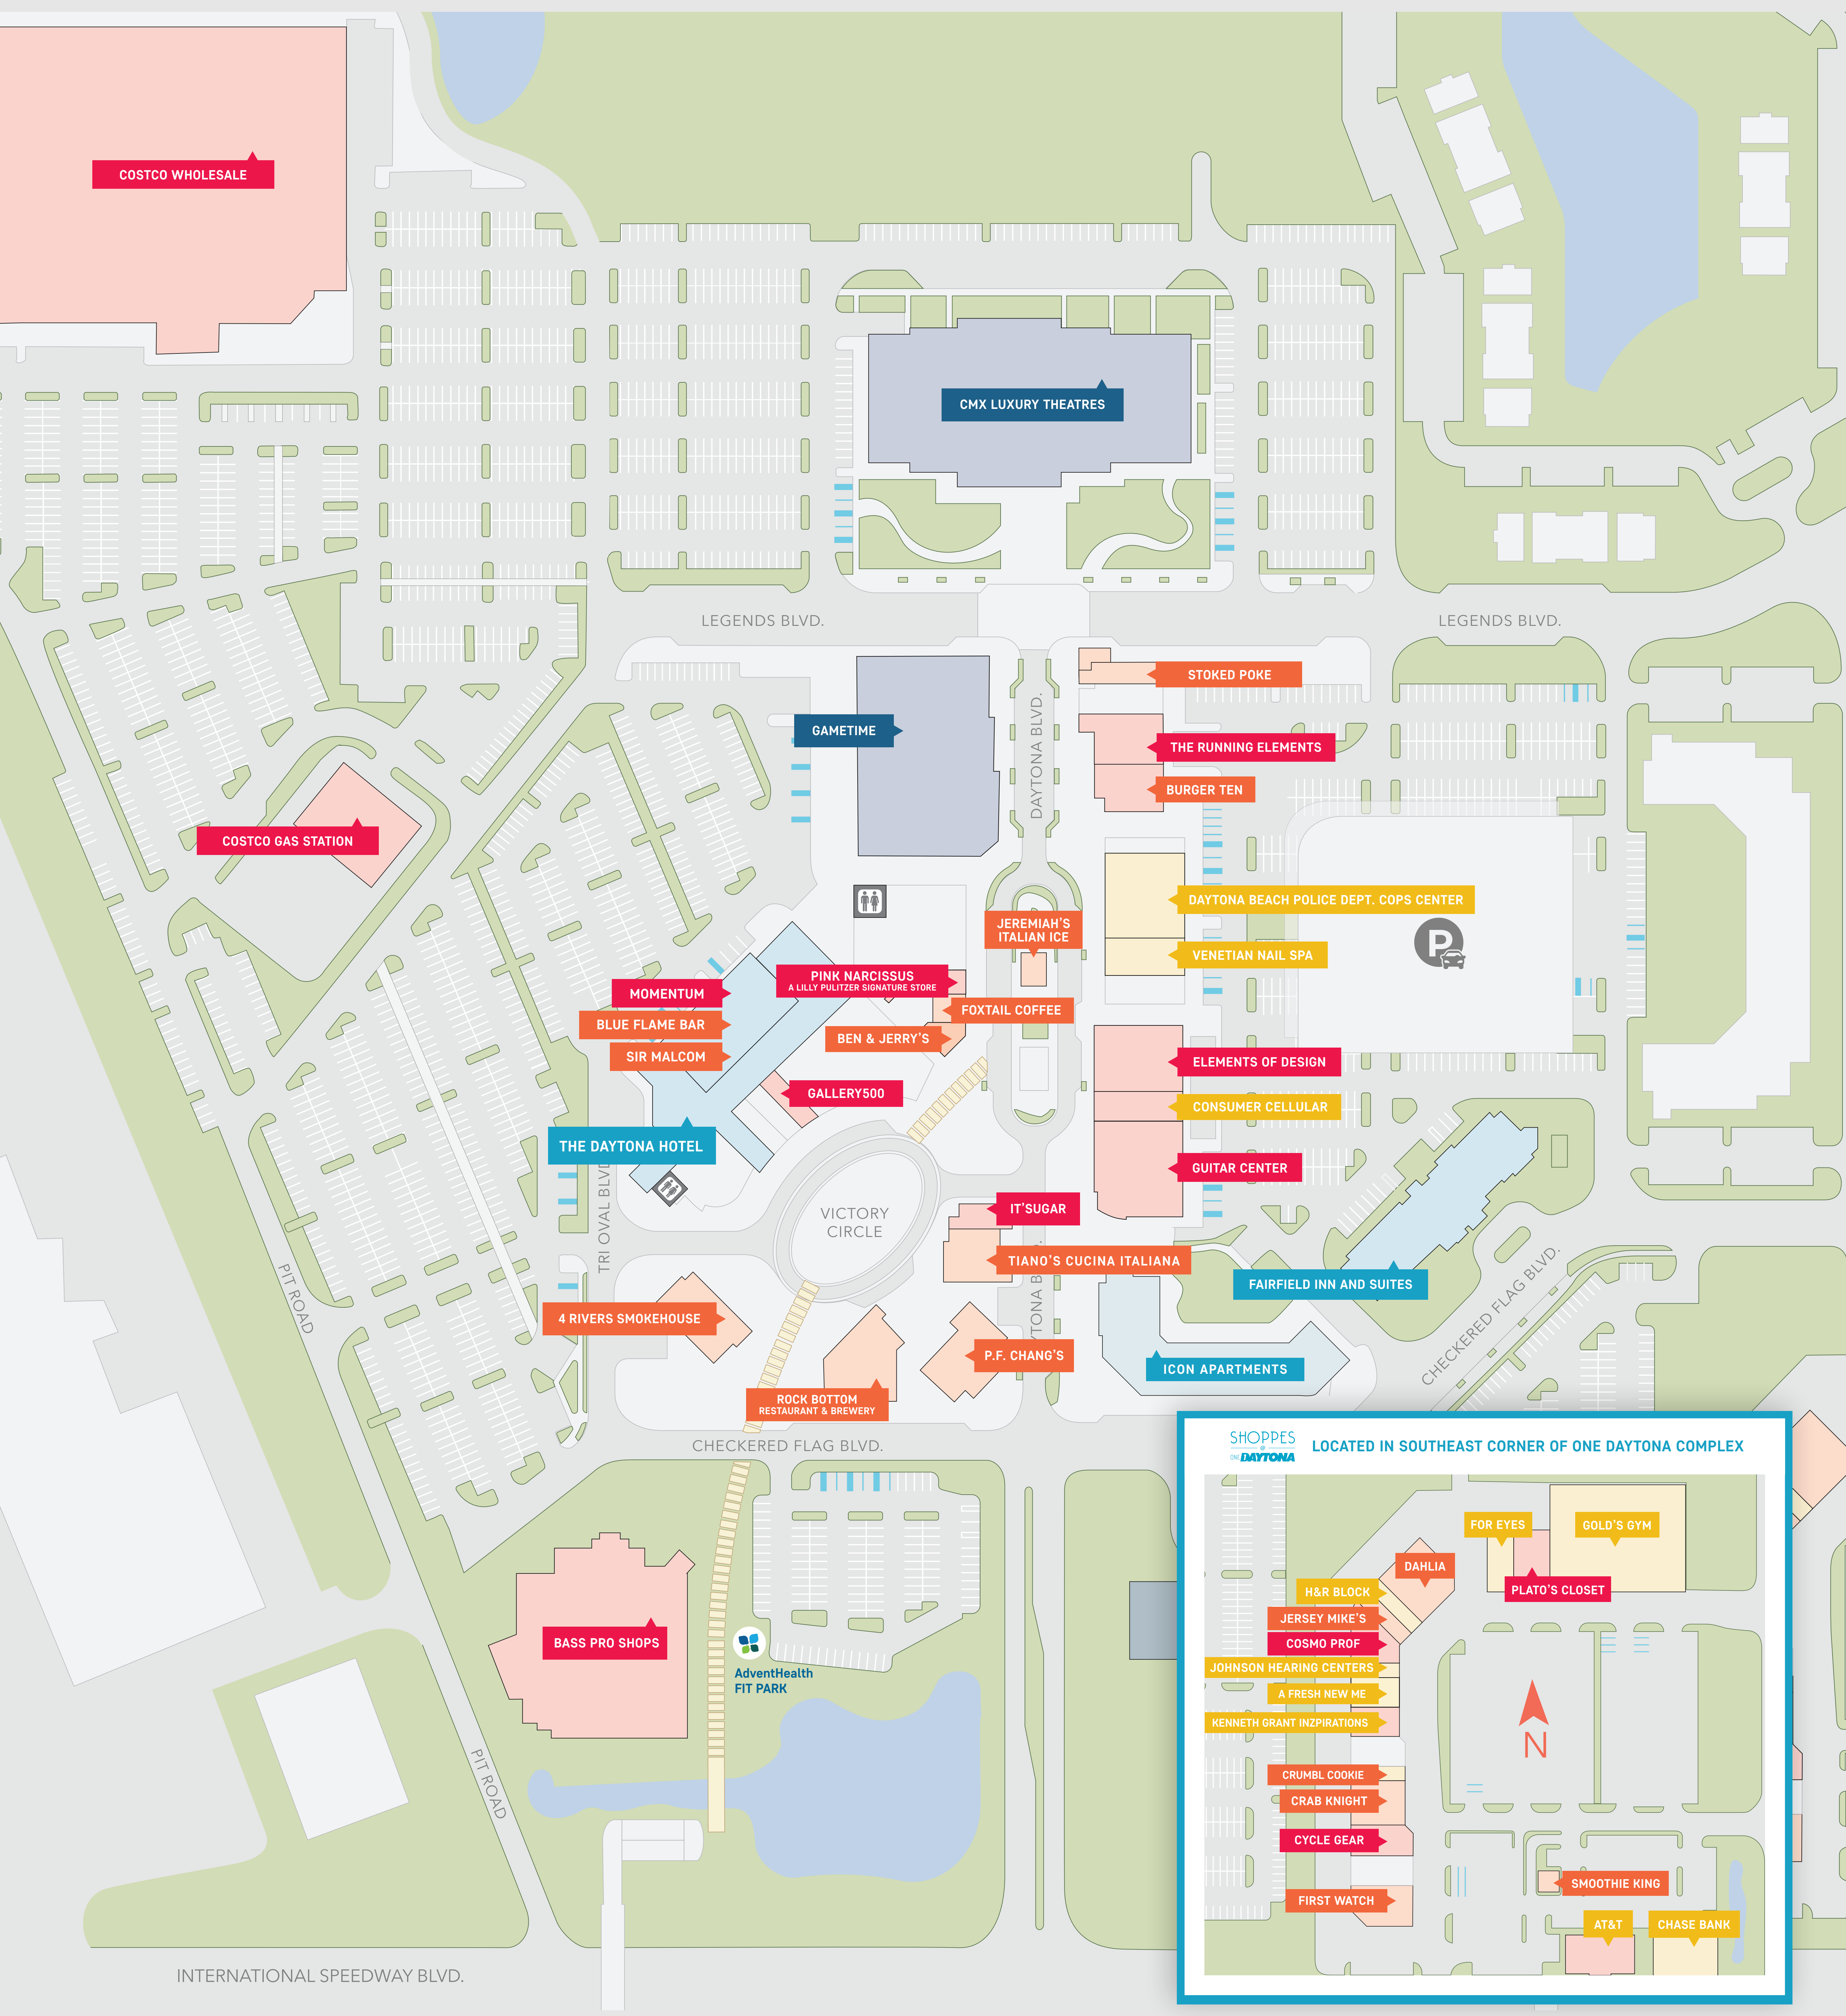 COSTCO WHOLESALE
CMX LUXURY THEATRES
LEGENDS BLVD.
LEGENDS BLVD.
STOKED POKE
DAYTONA BLVD.
GAMETIME
THE RUNNING ELEMENTS
BURGER TEN
COSTCO GAS STATION
DAYTONA BEACH POLICE DEPT. COPS CENTER
JEREMIAH'S
ITALIAN ICE
P
VENETIAN NAIL SPA
PINK NARCISSUS
A LILLY PULITZER SIGNATURE STORE
MOMENTUM
FOXTAIL COFFEE
BLUE FLAME BAR
BEN & JERRY'S
SIR MALCOM
ELEMENTS OF DESIGN
GALLERY500
CONSUMER CELLULAR
THE DAYTONA HOTEL
GUITAR CENTER
TRI OVAL BLVD
IT'SUGAR
VICTORY
CIRCLE
TIANO'S CUCINA ITALIANA
FAIRFIELD INN AND SUITES
PIT ROAD
CHECKERED FLAG BLVD.
4 RIVERS SMOKEHOUSE
YTONA B
P.F. CHANG'S
ICON APARTMENTS
ROCK BOTTOM
RESTAURANT & BREWERY
CHECKERED FLAG BLVD.
BASS PRO SHOPS
AdventHealth
FIT PARK
PIT ROAD
INTERNATIONAL SPEEDWAY BLVD.
SHOPPES
@
ONE DAYTONA
LOCATED IN SOUTHEAST CORNER OF ONE DAYTONA COMPLEX
FOR EYES
GOLD'S GYM
DAHLIA
PLATO'S CLOSET
H&R BLOCK
JERSEY MIKE'S
COSMO PROF
JOHNSON HEARING CENTERS
A FRESH NEW ME
KENNETH GRANT INZPIRATIONS
N
CRUMBL COOKIE
CRAB KNIGHT
CYCLE GEAR
SMOOTHIE KING
FIRST WATCH
AT&T
CHASE BANK